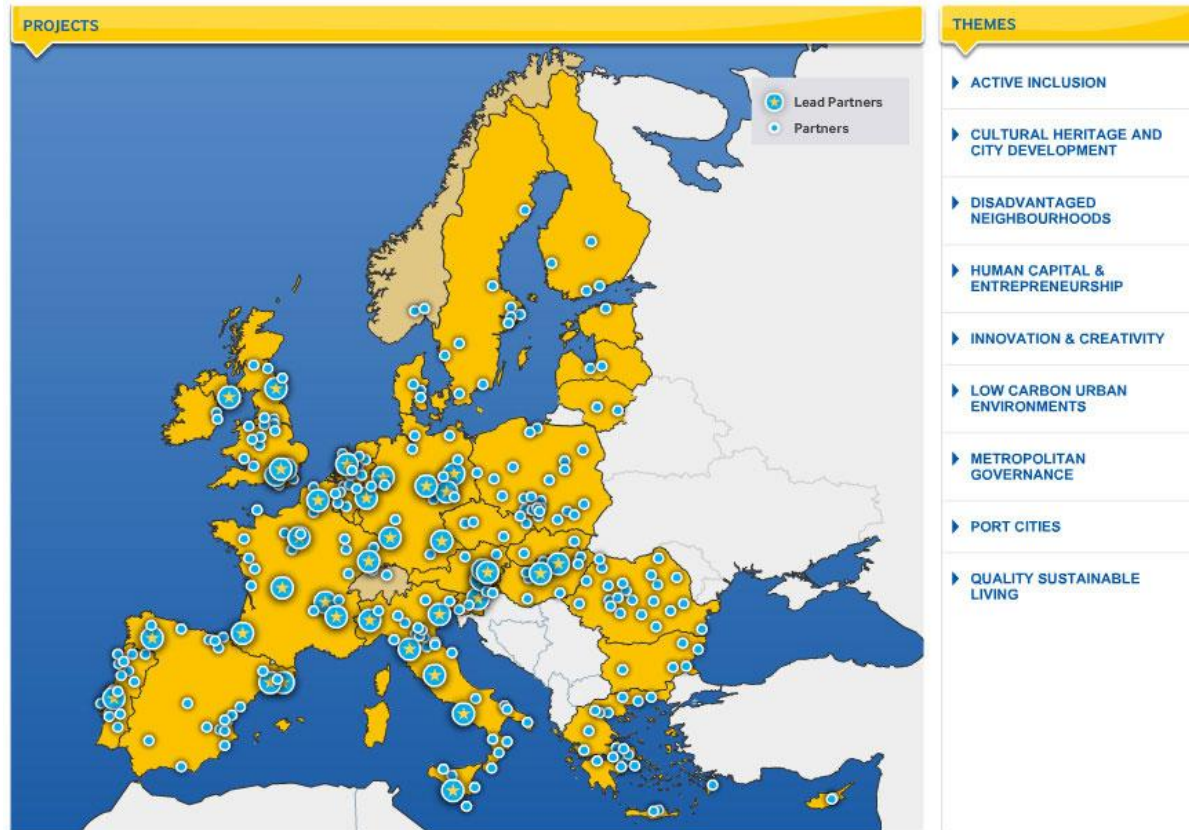 PROJECTS
Lead Partners
Partners
THEMES
ACTIVE INCLUSION
CULTURAL HERITAGE AND
CITY DEVELOPMENT
DISADVANTAGED
NEIGHBOURHOODS
HUMAN CAPITAL &
ENTREPRENEURSHIP
INNOVATION & CREATIVITY
LOW CARBON URBAN
ENVIRONMENTS
METROPOLITAN
GOVERNANCE
PORT CITIES
QUALITY SUSTAINABLE
LIVING